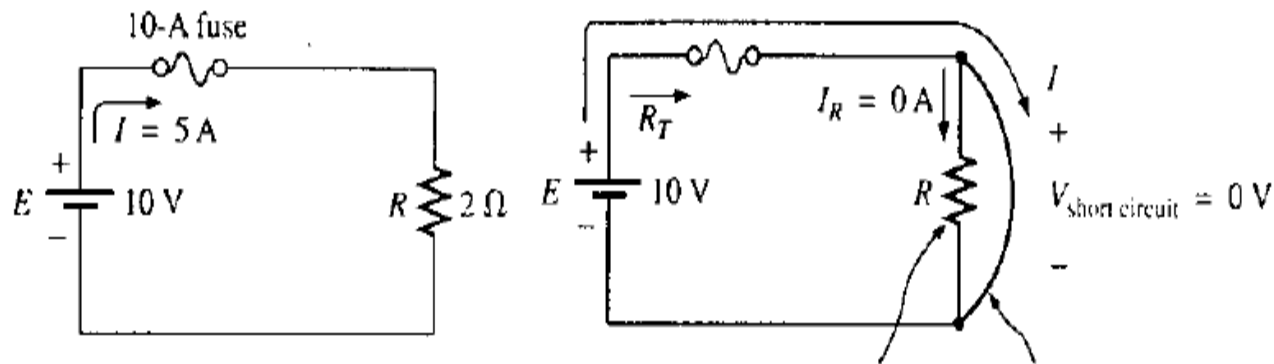 10-A fuse
I = 5 A
+
E
10 V
−
R
2 Ω
R_T
I_R = 0 A
I
+
E
10 V
−
R
+
V_short circuit = 0 V
−